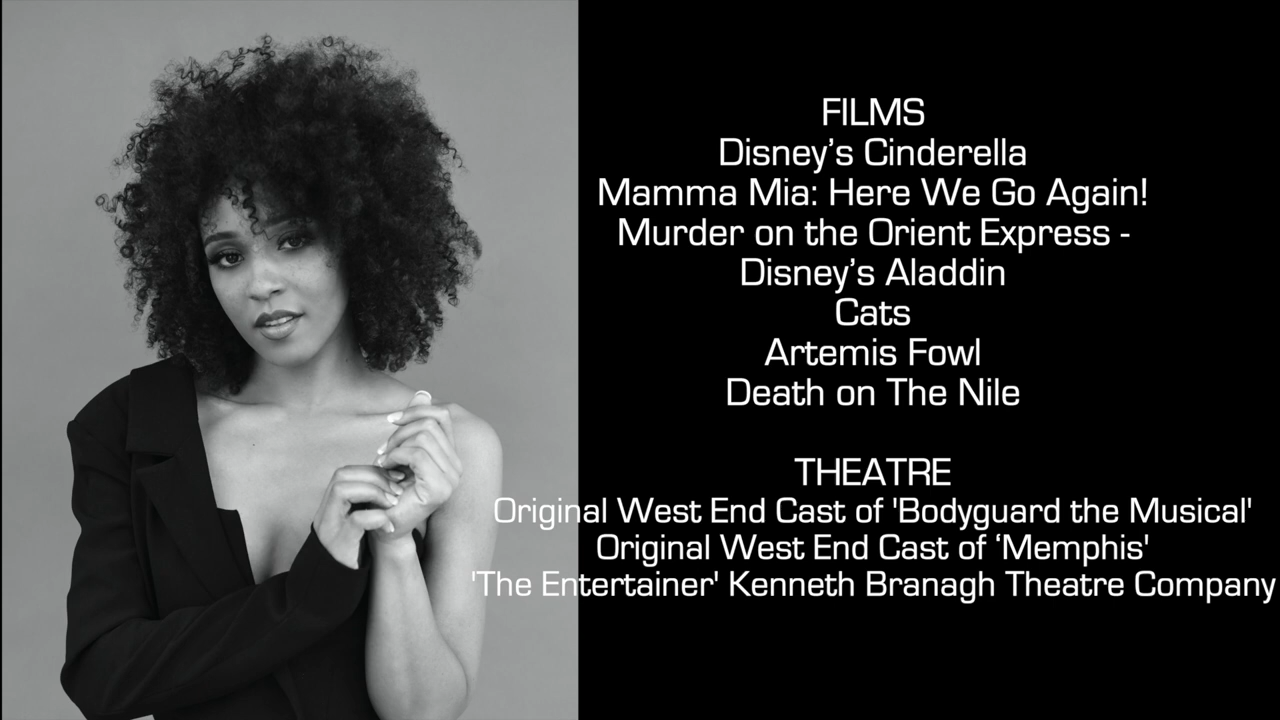 FILMS
Disney’s Cinderella
Mamma Mia: Here We Go Again!
Murder on the Orient Express -
Disney’s Aladdin
Cats
Artemis Fowl
Death on The Nile
THEATRE
Original West End Cast of 'Bodyguard the Musical'
Original West End Cast of ‘Memphis'
'The Entertainer' Kenneth Branagh Theatre Company